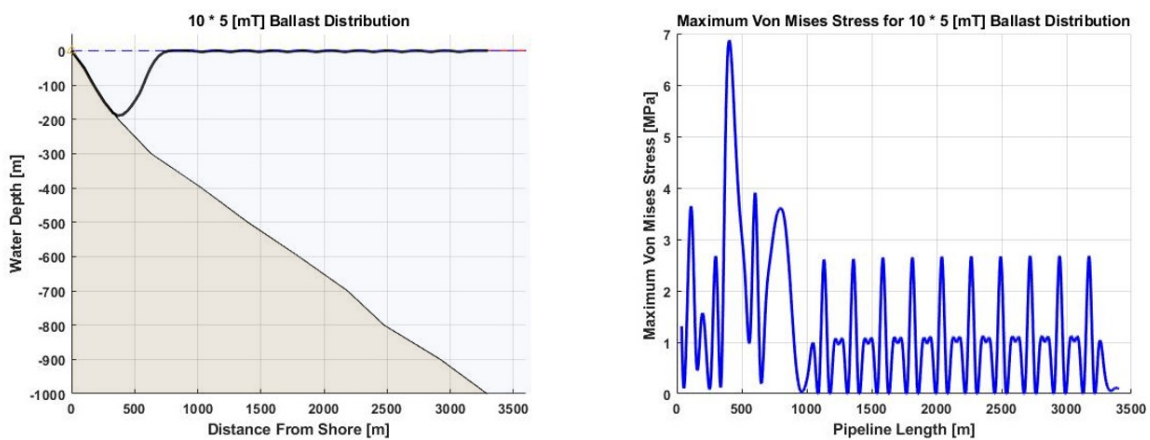 10 * 5 [mT] Ballast Distribution
0
-100
-200
-300
-400
-500
-600
-700
-800
-900
-1000
Water Depth [m]
0 500 1000 1500 2000 2500 3000 3500
Distance From Shore [m]
Maximum Von Mises Stress for 10 * 5 [mT] Ballast Distribution
7
6
5
4
3
2
1
0
Maximum Von Mises Stress [MPa]
0 500 1000 1500 2000 2500 3000 3500
Pipeline Length [m]